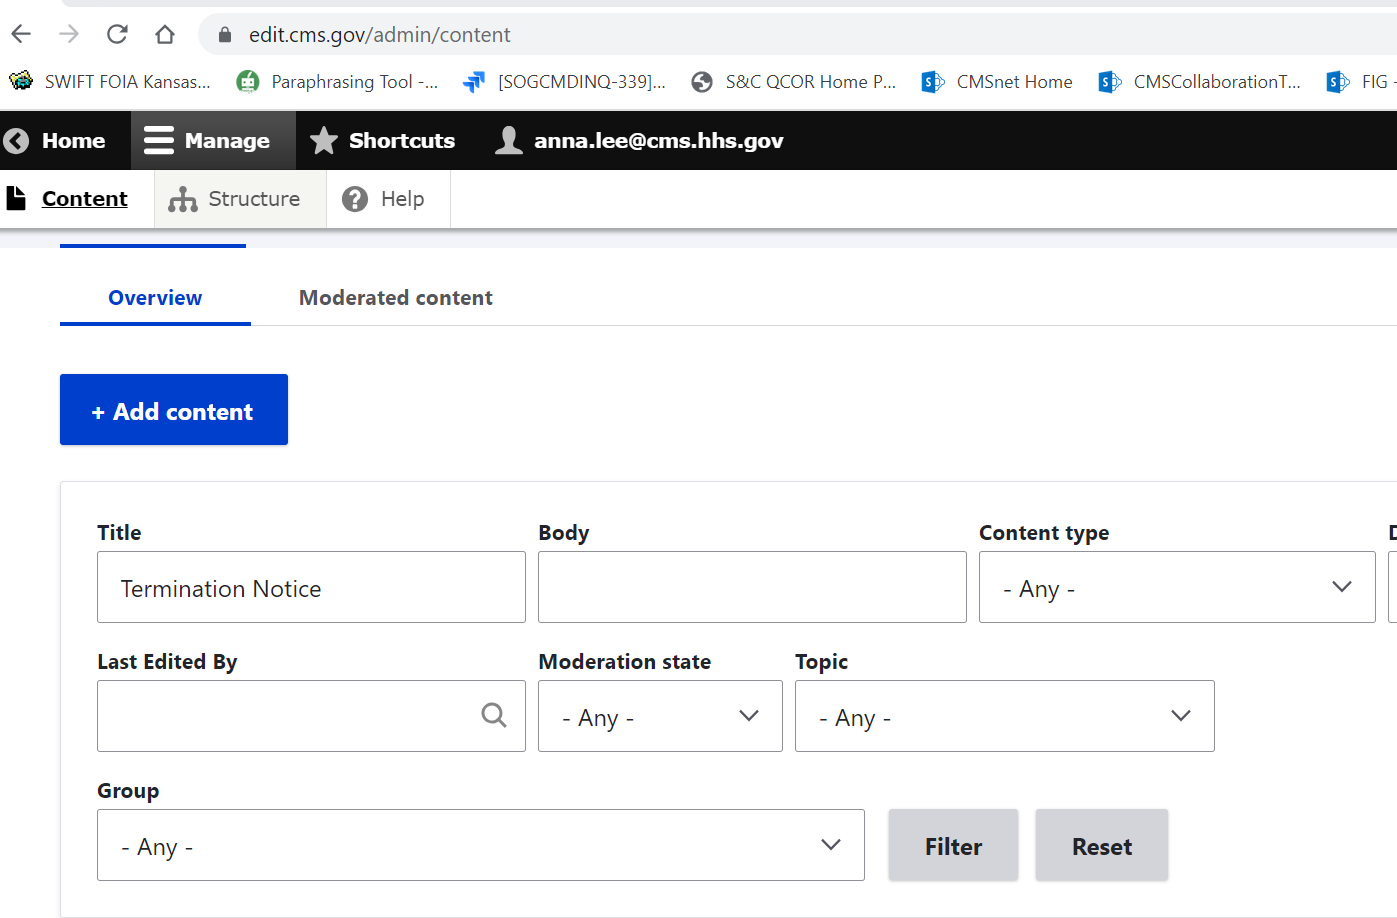 edit.cms.gov/admin/content
SWIFT FOIA Kansas... Paraphrasing Tool -... [SOGCMDINQ-339]... S&C QCOR Home P... CMSnet Home CMSCollaborationT... FIG -
Home Manage Shortcuts anna.lee@cms.hhs.gov
Content Structure Help
Overview Moderated content
+ Add content
Title Body Content type
Termination Notice - Any -
Last Edited By Moderation state Topic
- Any - - Any -
Group
- Any - Filter Reset